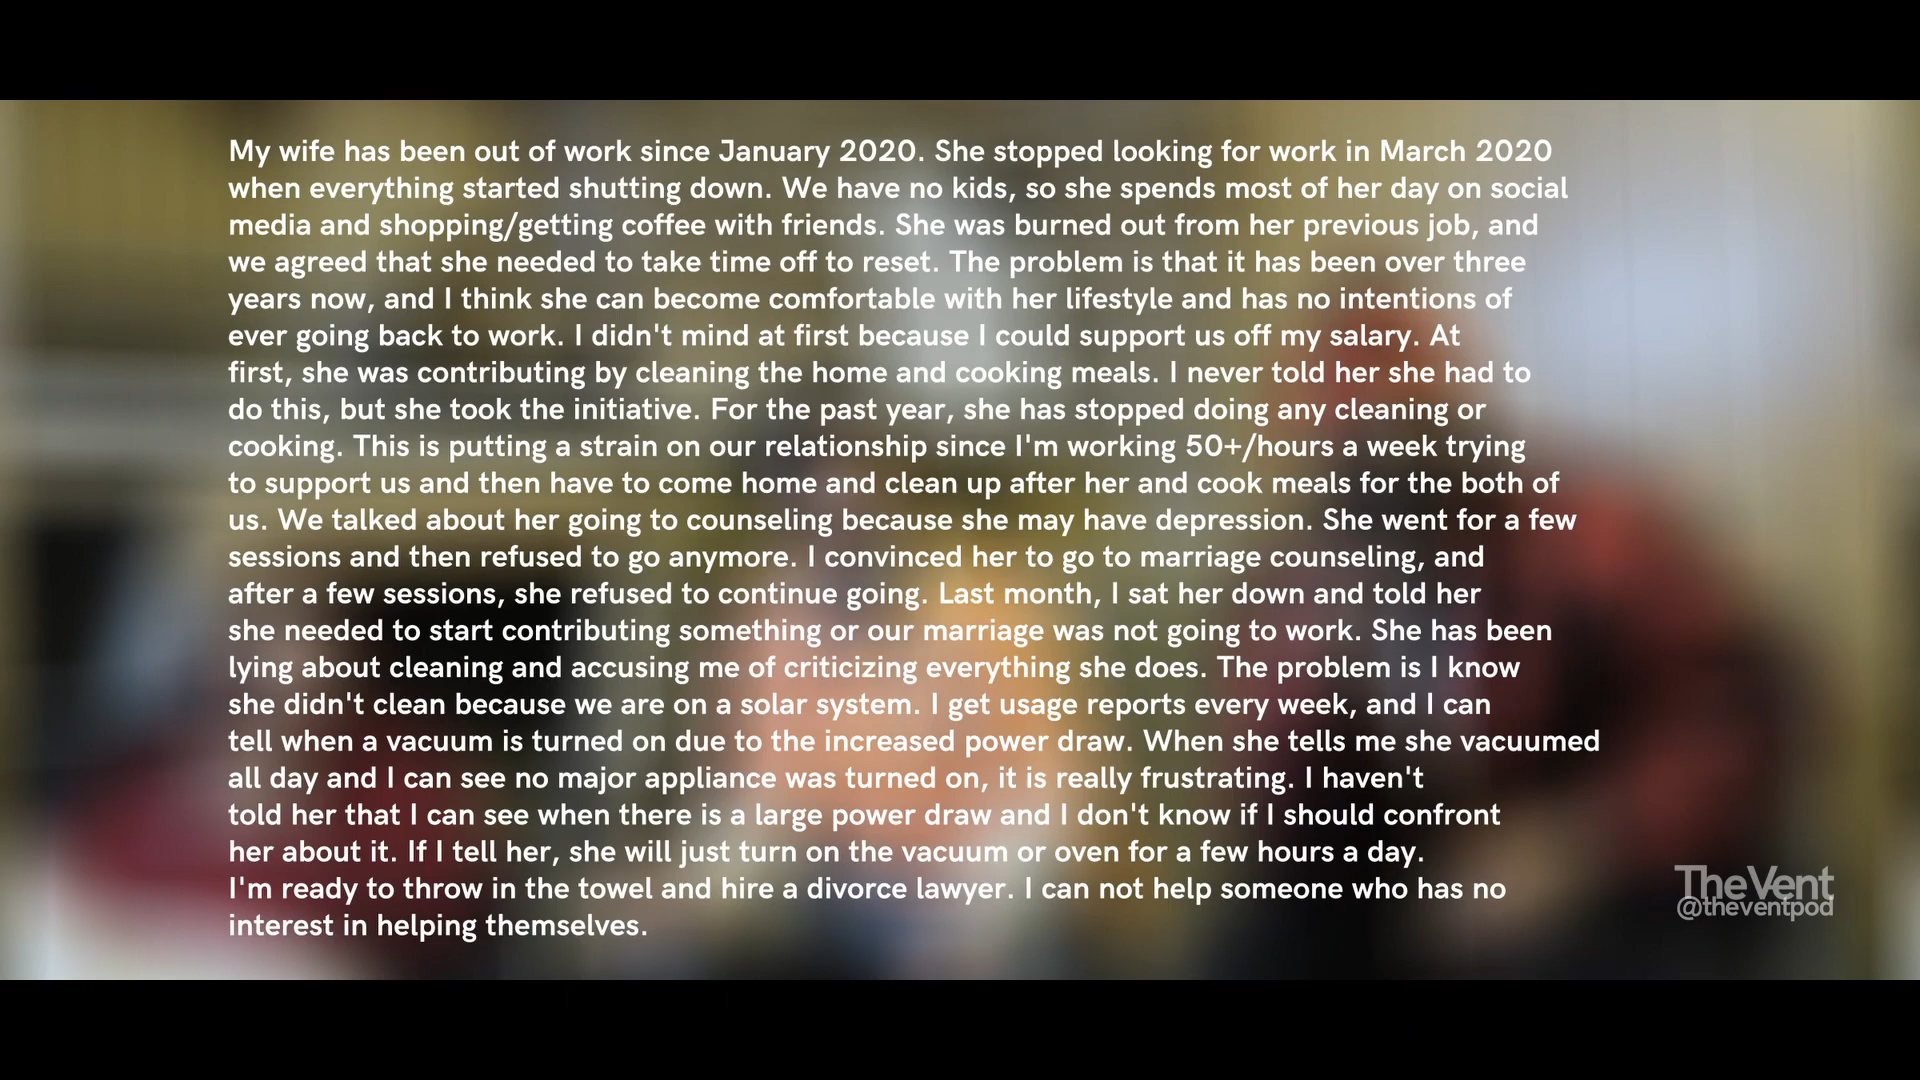 My wife has been out of work since January 2020. She stopped looking for work in March 2020
when everything started shutting down. We have no kids, so she spends most of her day on social
media and shopping/getting coffee with friends. She was burned out from her previous job, and
we agreed that she needed to take time off to reset. The problem is that it has been over three
years now, and I think she can become comfortable with her lifestyle and has no intentions of
ever going back to work. I didn't mind at first because I could support us off my salary. At
first, she was contributing by cleaning the home and cooking meals. I never told her she had to
do this, but she took the initiative. For the past year, she has stopped doing any cleaning or
cooking. This is putting a strain on our relationship since I'm working 50+/hours a week trying
to support us and then have to come home and clean up after her and cook meals for the both of
us. We talked about her going to counseling because she may have depression. She went for a few
sessions and then refused to go anymore. I convinced her to go to marriage counseling, and
after a few sessions, she refused to continue going. Last month, I sat her down and told her
she needed to start contributing something or our marriage was not going to work. She has been
lying about cleaning and accusing me of criticizing everything she does. The problem is I know
she didn't clean because we are on a solar system. I get usage reports every week, and I can
tell when a vacuum is turned on due to the increased power draw. When she tells me she vacuumed
all day and I can see no major appliance was turned on, it is really frustrating. I haven't
told her that I can see when there is a large power draw and I don't know if I should confront
her about it. If I tell her, she will just turn on the vacuum or oven for a few hours a day.
I'm ready to throw in the towel and hire a divorce lawyer. I can not help someone who has no
interest in helping themselves.
TheVent
@theventpod